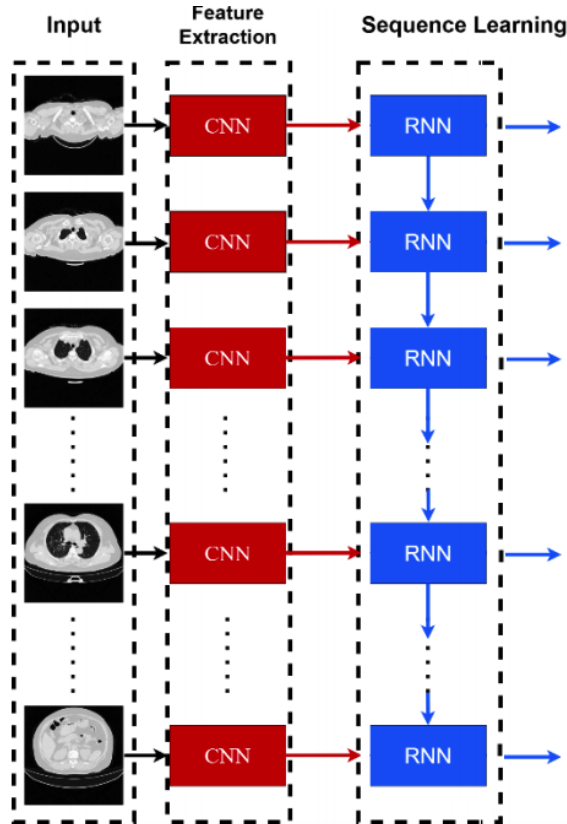 Input
Feature
Extraction
Sequence Learning
CNN
RNN
CNN
RNN
CNN
RNN
CNN
RNN
CNN
RNN